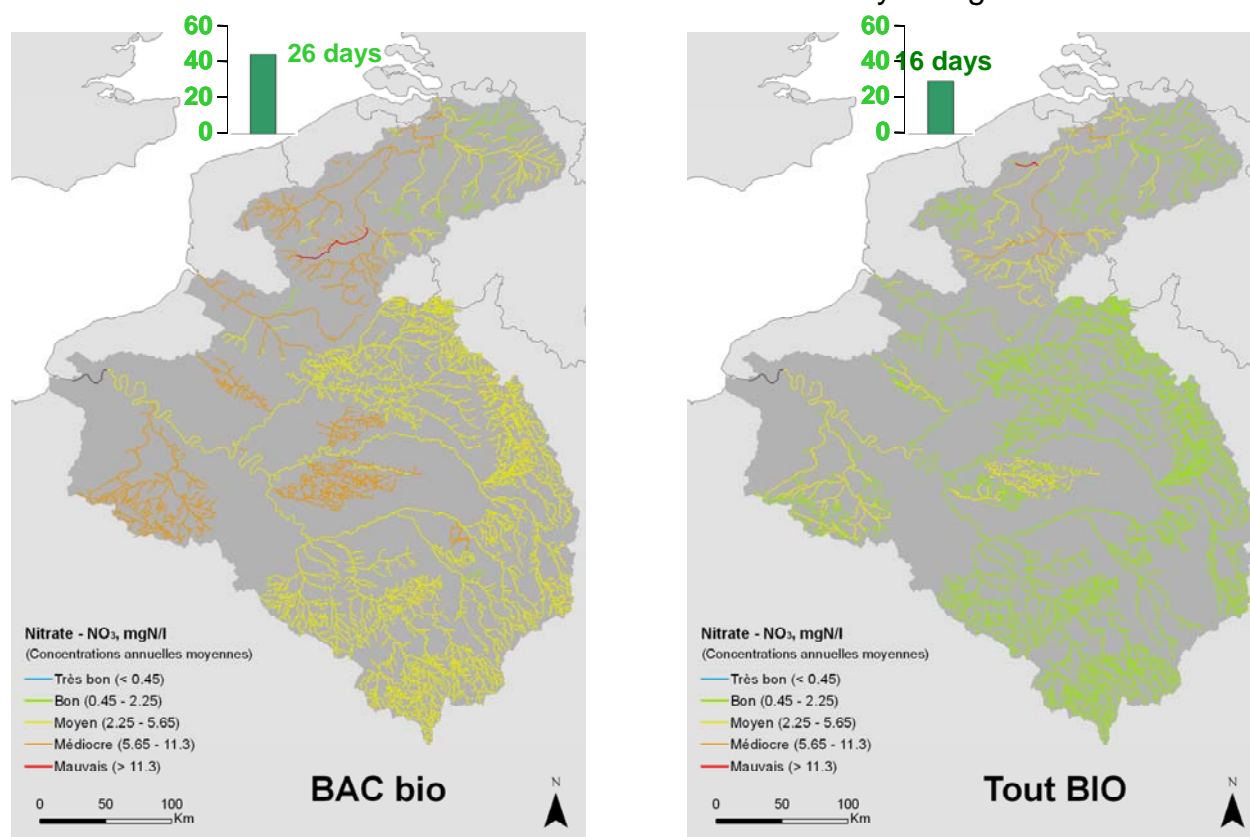 60
40
20
0
26 days
Nitrate - NO₃, mgN/l
(Concentrations annuelles moyennes)
Très bon (< 0.45)
Bon (0.45 - 2.25)
Moyen (2.25 - 5.65)
Médiocre (5.65 - 11.3)
Mauvais (> 11.3)
BAC bio
N
0 50 100
Km
60
40
20
0
16 days
Nitrate - NO₃, mgN/l
(Concentrations annuelles moyennes)
Très bon (< 0.45)
Bon (0.45 - 2.25)
Moyen (2.25 - 5.65)
Médiocre (5.65 - 11.3)
Mauvais (> 11.3)
Tout BIO
N
0 50 100
Km